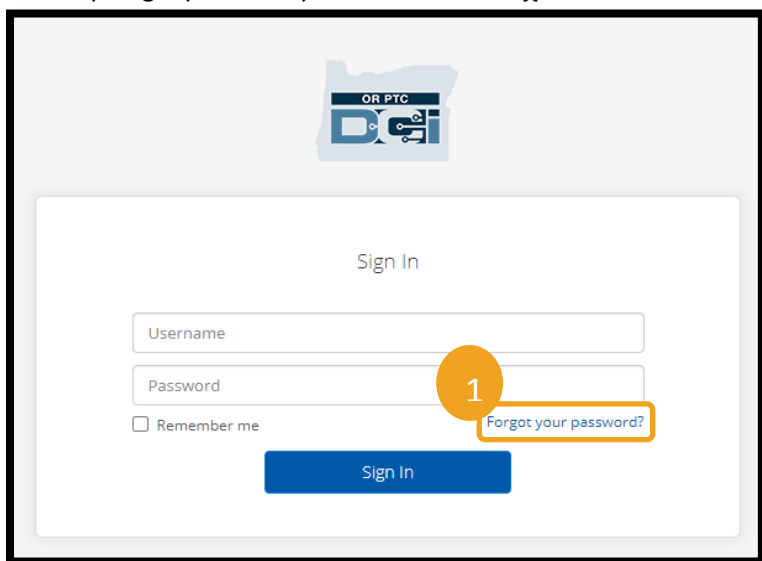 OR PTC
DCi
Sign In
Username
Password
1
Remember me
Forgot your password?
Sign In